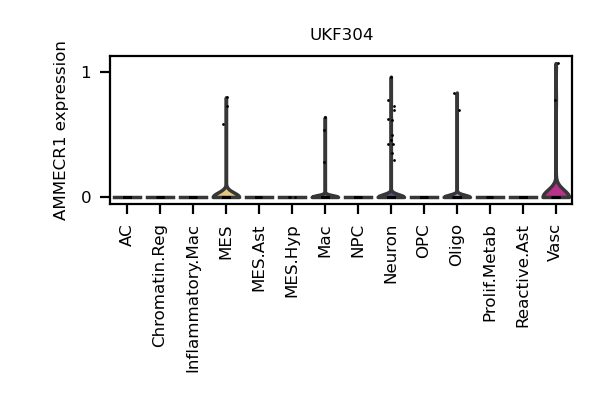 UKF304
AMMECR1 expression
1
0
AC
Chromatin.Reg
Inflammatory.Mac
MES
MES.Ast
MES.Hyp
Mac
NPC
Neuron
OPC
Oligo
Prolif.Metab
Reactive.Ast
Vasc